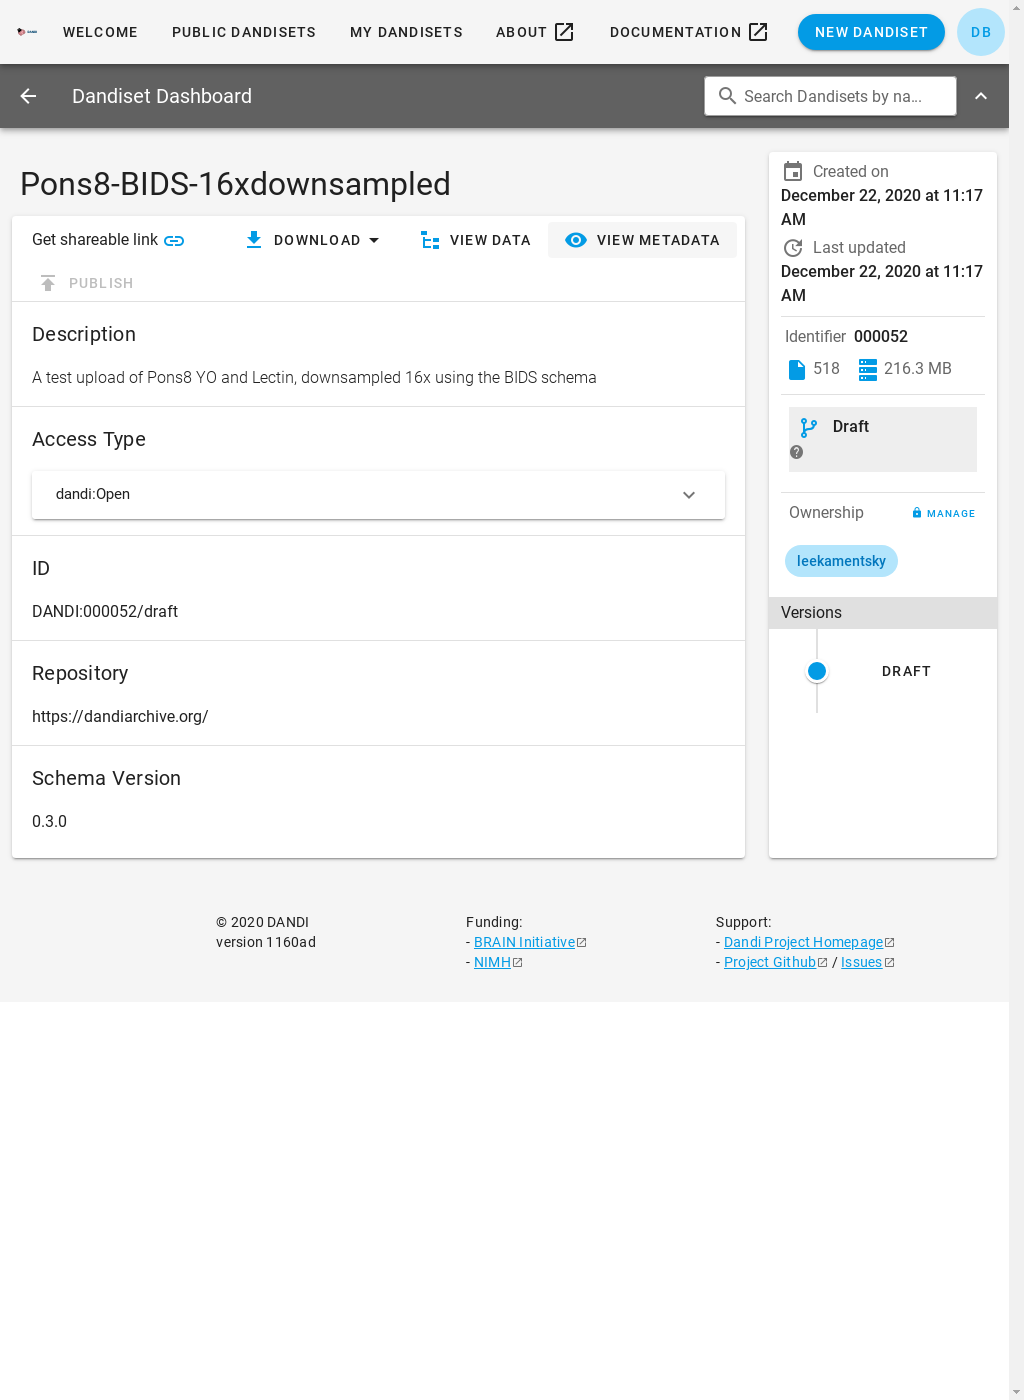 WELCOME
PUBLIC DANDISETS
MY DANDISETS
ABOUT
DOCUMENTATION
NEW DANDISET
DB
Dandiset Dashboard
Search Dandisets by na...
Pons8-BIDS-16xdownsampled
Get shareable link
DOWNLOAD
VIEW DATA
VIEW METADATA
PUBLISH
Description
A test upload of Pons8 YO and Lectin, downsampled 16x using the BIDS schema
Access Type
dandi:Open
ID
DANDI:000052/draft
Repository
https://dandiarchive.org/
Schema Version
0.3.0
Created on
December 22, 2020 at 11:17
AM
Last updated
December 22, 2020 at 11:17
AM
Identifier 000052
518
216.3 MB
Draft
Ownership
MANAGE
leekamentsky
Versions
DRAFT
© 2020 DANDI
version 1160ad
Funding:
- BRAIN Initiative
- NIMH
Support:
- Dandi Project Homepage
- Project Github / Issues